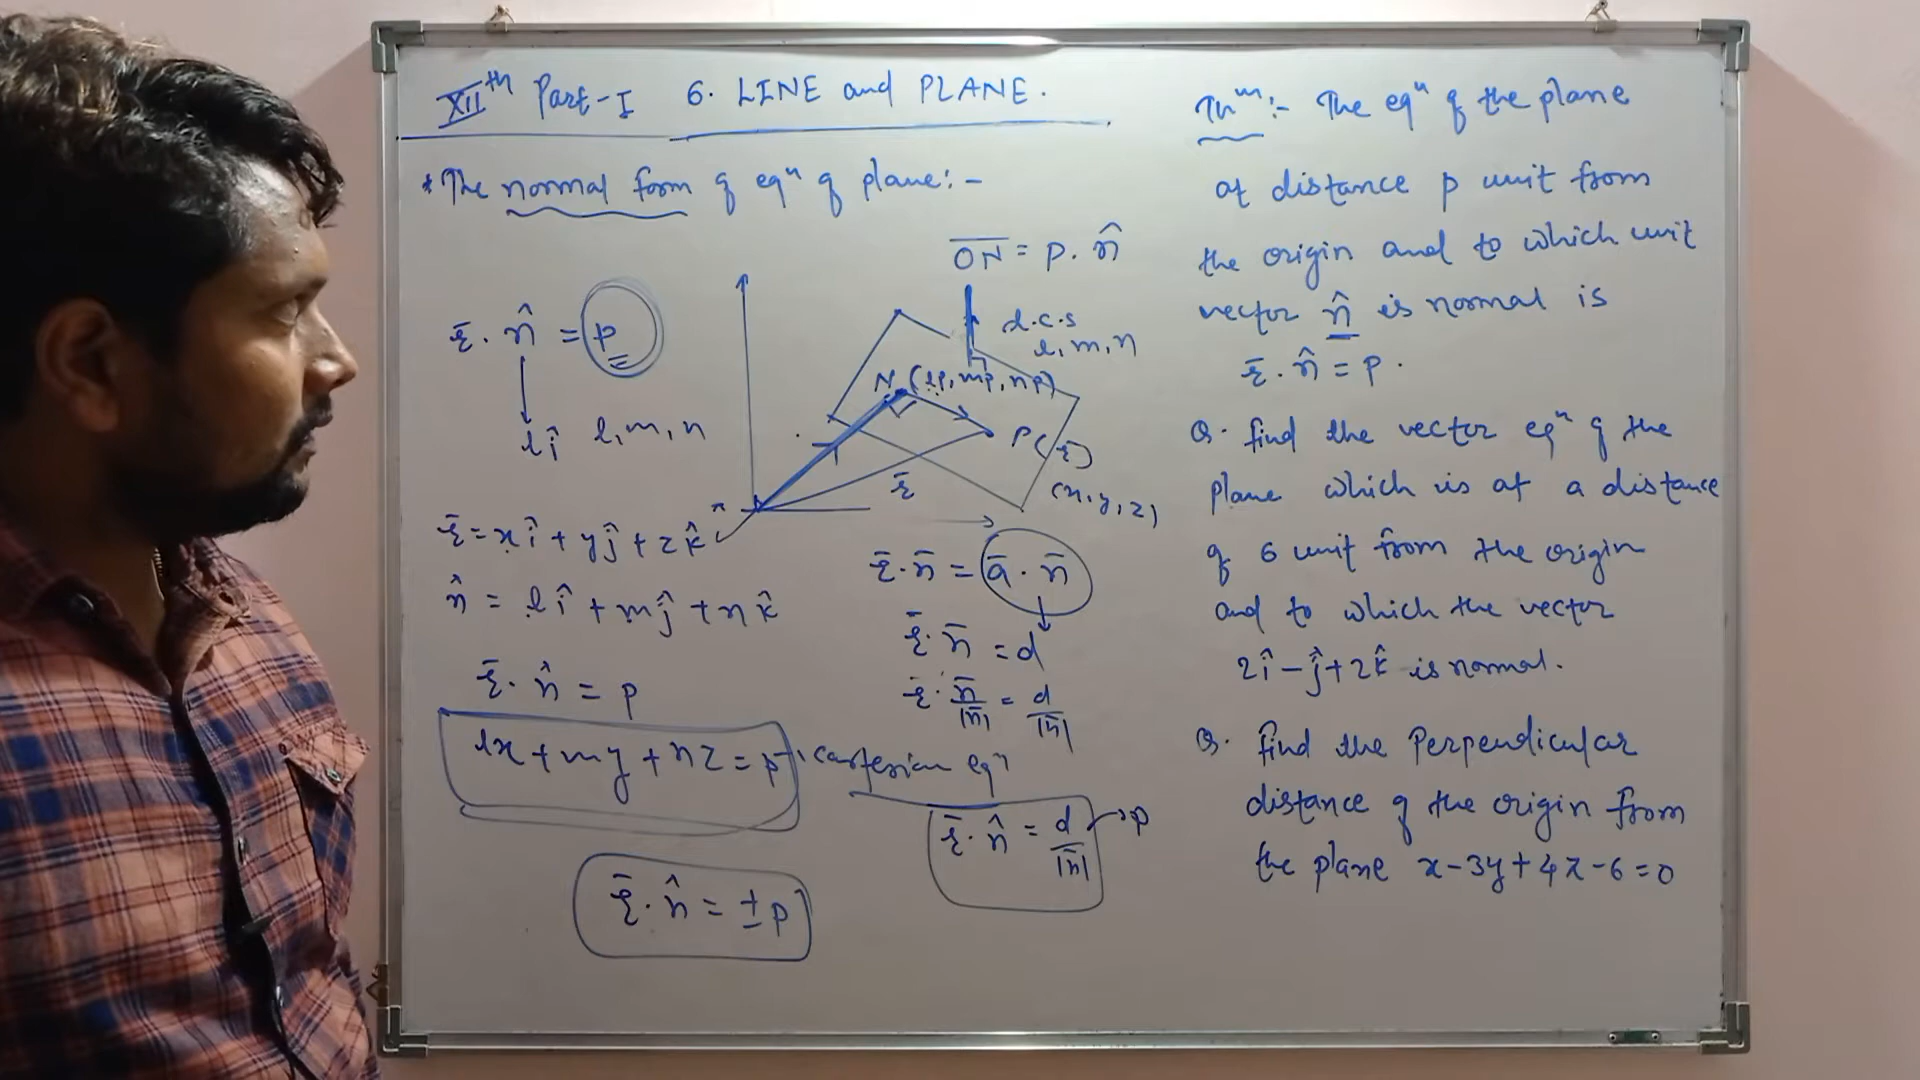 XIIth Part-I 6. LINE and PLANE.
* The normal form of eqn of plane:-
ON = p. n̂
r̄. n̂ = p
d.c.s
l, m, n
N (lp, mp, np)
lî l, m, n
P(r̄)
r̄
(x, y, z)
r̄ = xî + yĵ + zk̂
n̂ = lî + mĵ + nk̂
r̄. n̂ = p
lx + my + nz = p → cartesian eqn
r̄. n̂ = ± p
r̄. n̄ = ā. n̄
r̄. n̄ = d
r̄. n̄/|n̄| = d/|n̄|
r̄. n̂ = d/|n̄| → p
Thm:- The eqn of the plane
at distance p unit from
the origin and to which unit
vector n̂ is normal is
r̄. n̂ = p.
Q. find the vector eqn of the
plane which is at a distance
of 6 unit from the origin
and to which the vector
2î - ĵ + 2k̂ is normal.
Q. find the Perpendicular
distance of the origin from
the plane x-3y+4z-6=0